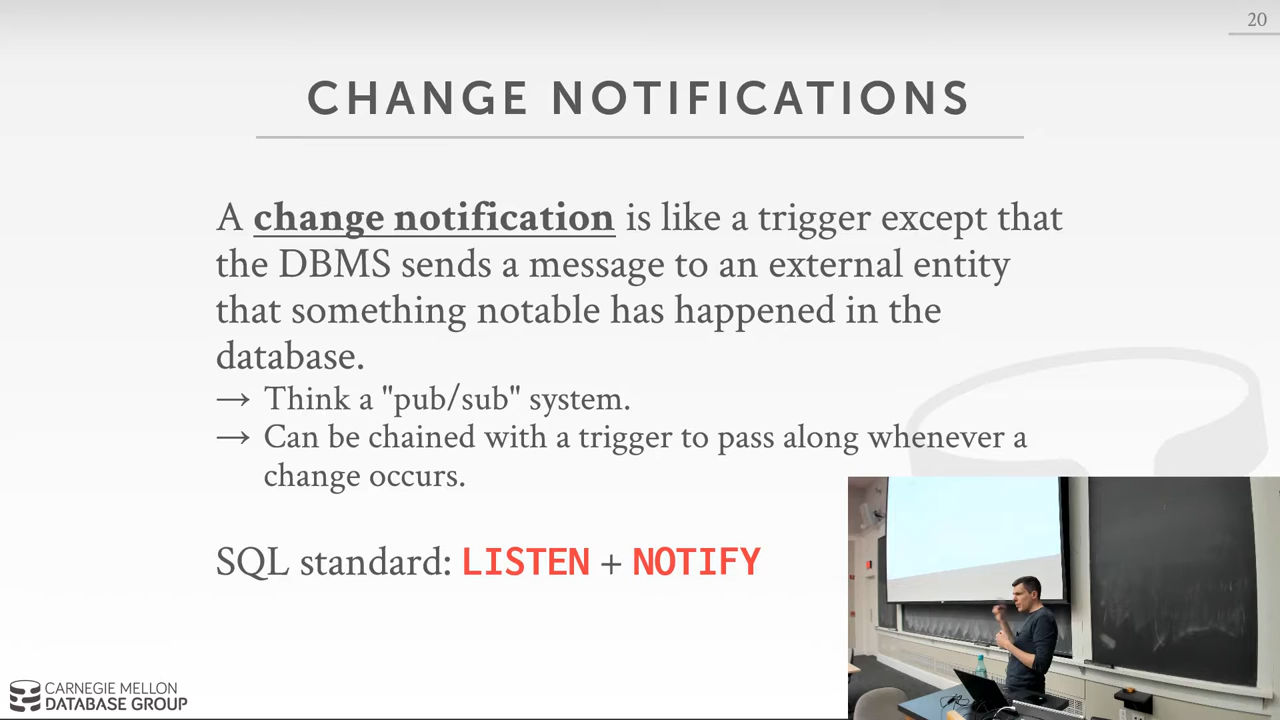 20
CHANGE NOTIFICATIONS
A change notification is like a trigger except that
the DBMS sends a message to an external entity
that something notable has happened in the
database.
→ Think a "pub/sub" system.
→ Can be chained with a trigger to pass along whenever a
change occurs.
SQL standard: LISTEN + NOTIFY
CARNEGIE MELLON
DATABASE GROUP